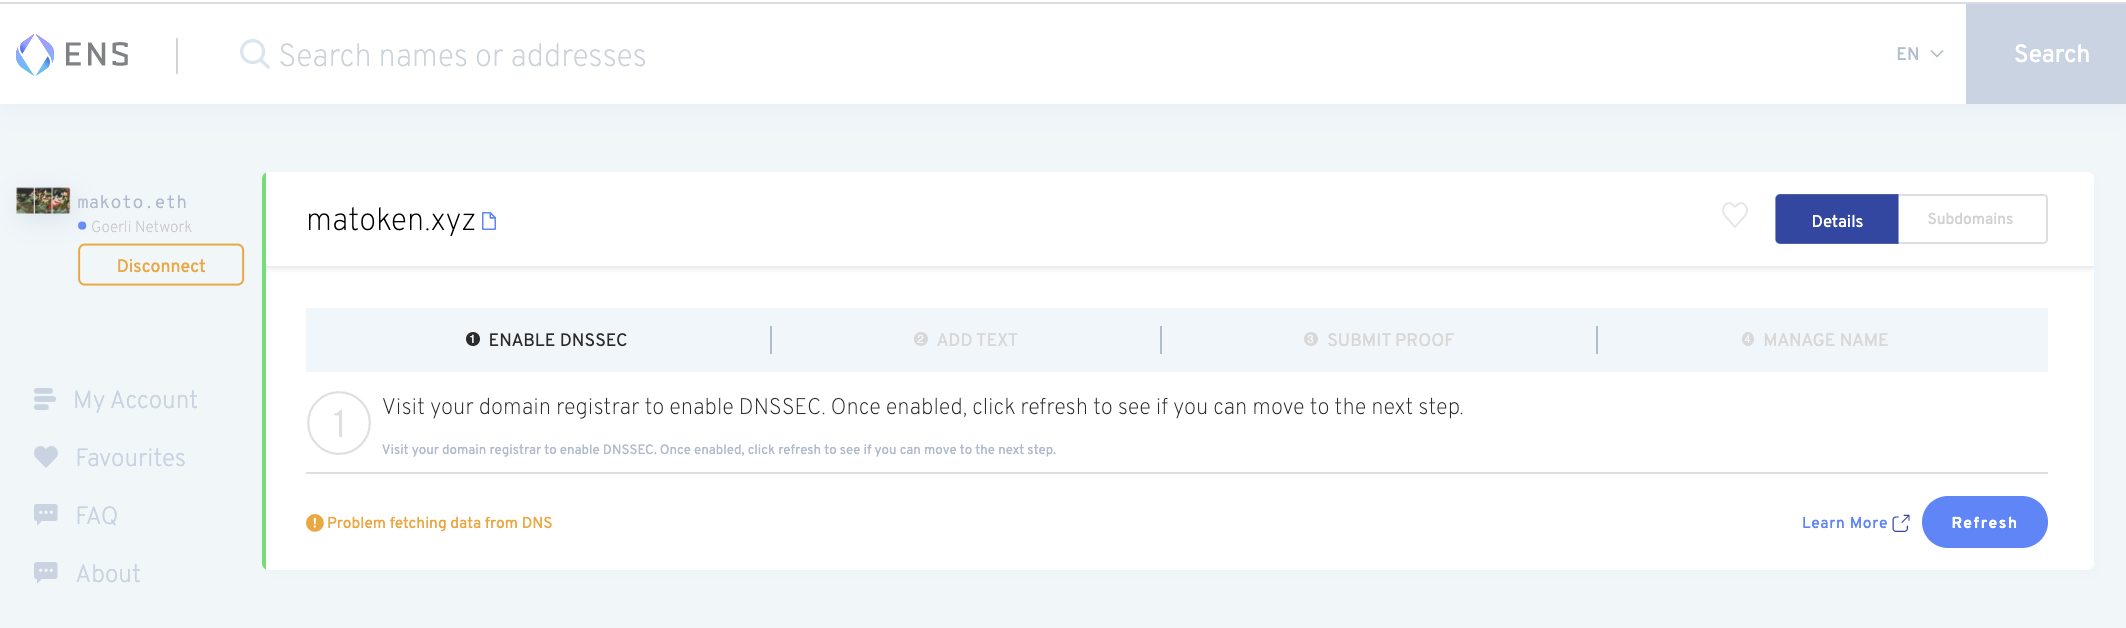 ENS
Search names or addresses
EN
Search
makoto.eth
Goerli Network
Disconnect
My Account
Favourites
FAQ
About
matoken.xyz
Details
Subdomains
1 ENABLE DNSSEC
2 ADD TEXT
3 SUBMIT PROOF
4 MANAGE NAME
1
Visit your domain registrar to enable DNSSEC. Once enabled, click refresh to see if you can move to the next step.
Visit your domain registrar to enable DNSSEC. Once enabled, click refresh to see if you can move to the next step.
! Problem fetching data from DNS
Learn More
Refresh